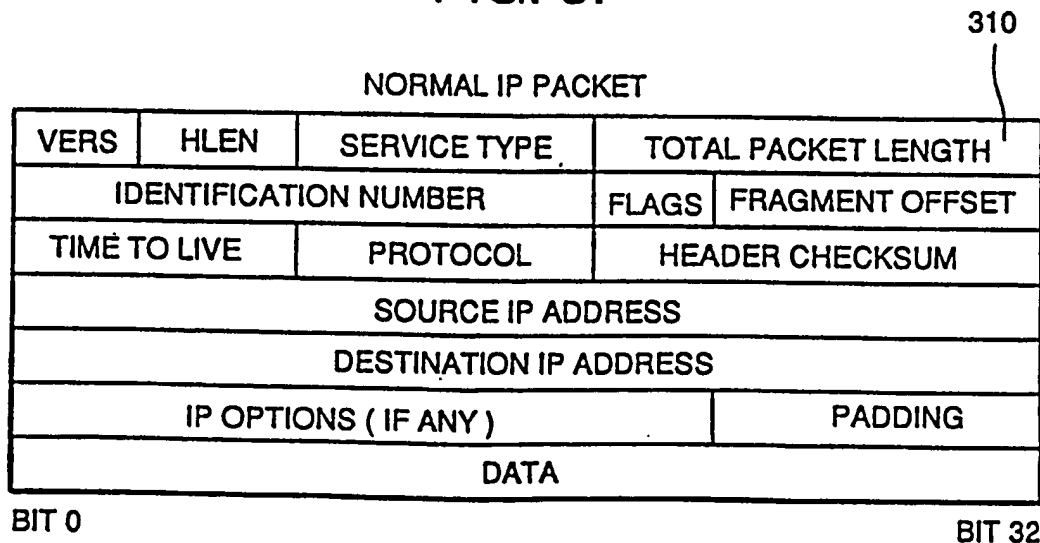 310
NORMAL IP PACKET
VERS HLEN SERVICE TYPE TOTAL PACKET LENGTH
IDENTIFICATION NUMBER FLAGS FRAGMENT OFFSET
TIME TO LIVE PROTOCOL HEADER CHECKSUM
SOURCE IP ADDRESS
DESTINATION IP ADDRESS
IP OPTIONS ( IF ANY ) PADDING
DATA
BIT 0 BIT 32